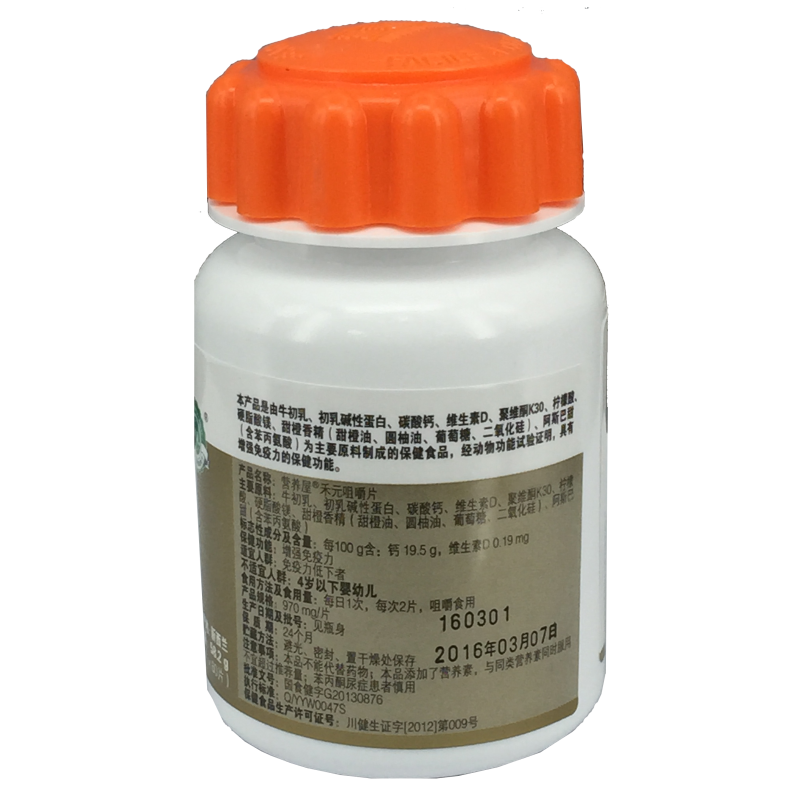 本产品是由牛初乳、初乳碱性蛋白、碳酸钙、维生素D、聚维酮K30、柠檬酸、
硬脂酸镁、甜橙香精（甜橙油、圆柚油、葡萄糖、二氧化硅）、阿斯巴甜
（含苯丙氨酸）为主要原料制成的保健食品，经动物功能试验证明，具有
增强免疫力的保健功能。
产品名称：营养屋®禾元咀嚼片
主要原料：牛初乳、初乳碱性蛋白、碳酸钙、维生素D、聚维酮K30、柠檬
酸、硬脂酸镁、甜橙香精（甜橙油、圆柚油、葡萄糖、二氧化硅）、阿斯巴
甜（含苯丙氨酸）
标志性成分及含量：每100 g含：钙 19.5 g，维生素D 0.19 mg
保健功能：增强免疫力
适宜人群：免疫力低下者
不适宜人群：4岁以下婴幼儿
食用方法及食用量：每日1次，每次2片，咀嚼食用
产品规格：970 mg/片
生产日期及批号：见瓶身
160301
保质期：24个月
2016年03月07日
贮藏方法：避光、密封、置干燥处保存
注意事项：本品不能代替药物；本品添加了营养素，与同类营养素同时服用
不宜超过推荐量；苯丙酮尿症患者慎用
批准文号：国食健字G20130876
执行标准：Q/YYW0047S
保健食品生产许可证号：川健生证字[2012]第009号
58.2 g